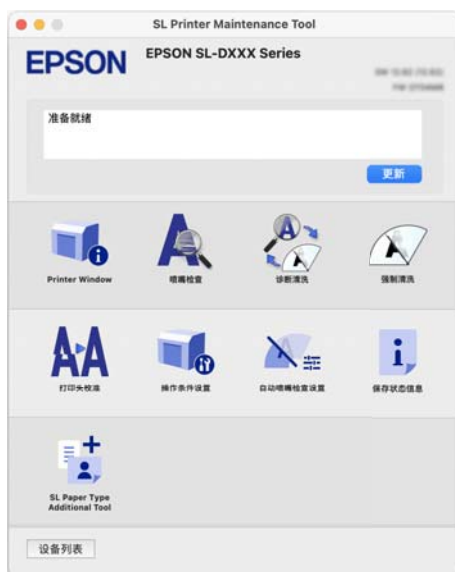 SL Printer Maintenance Tool
EPSON
EPSON SL-DXXX Series
准备就绪
更新
Printer Window
喷嘴检查
诊断清洗
强制清洗
打印头校准
操作条件设置
自动喷嘴检查设置
保存状态信息
SL Paper Type
Additional Tool
设备列表